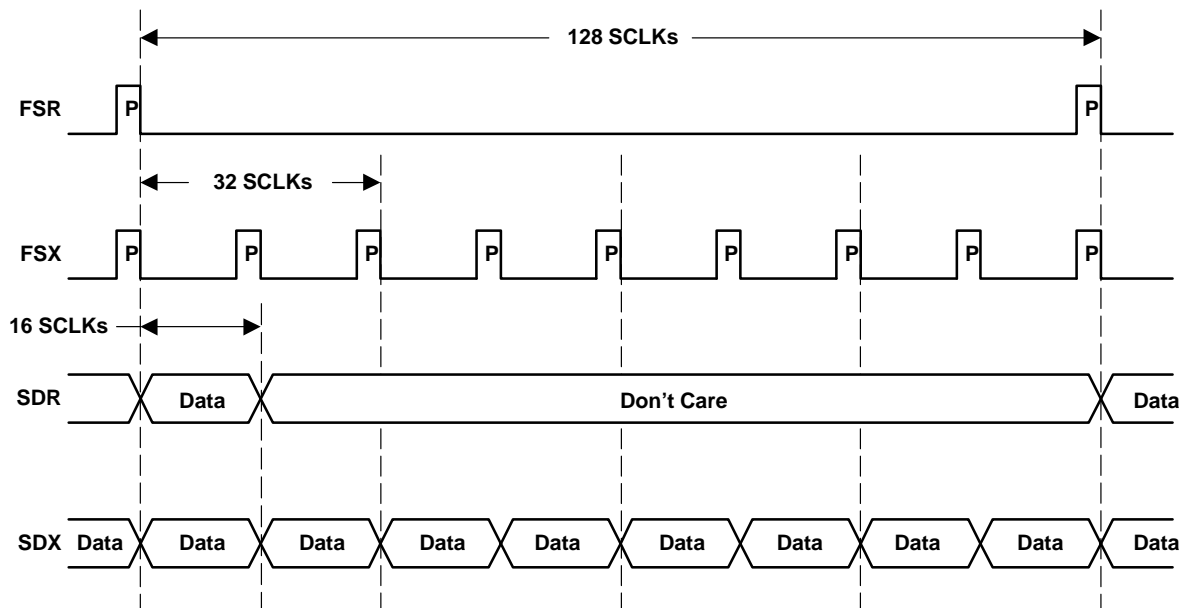 128 SCLKs
FSR P P
32 SCLKs
FSX P P P P P P P P P
16 SCLKs
SDR Data Don't Care Data
SDX Data Data Data Data Data Data Data Data Data Data